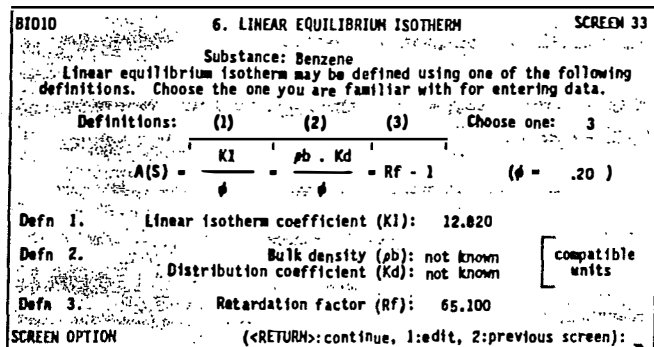 BIO1D 6. LINEAR EQUILIBRIUM ISOTHERM SCREEN 33
Substance: Benzene
Linear equilibrium isotherm may be defined using one of the following
definitions. Choose the one you are familiar with for entering data.
Definitions: (1) (2) (3) Choose one: 3
KI ρb . Kd
A(S) = = = Rf - 1 (ϕ = .20 )
ϕ ϕ
Defn 1. Linear isotherm coefficient (KI): 12.820
Defn 2. Bulk density (ρb): not known compatible
Distribution coefficient (Kd): not known units
Defn 3. Retardation factor (Rf): 65.100
SCREEN OPTION (<RETURN>:continue, 1:edit, 2:previous screen): _